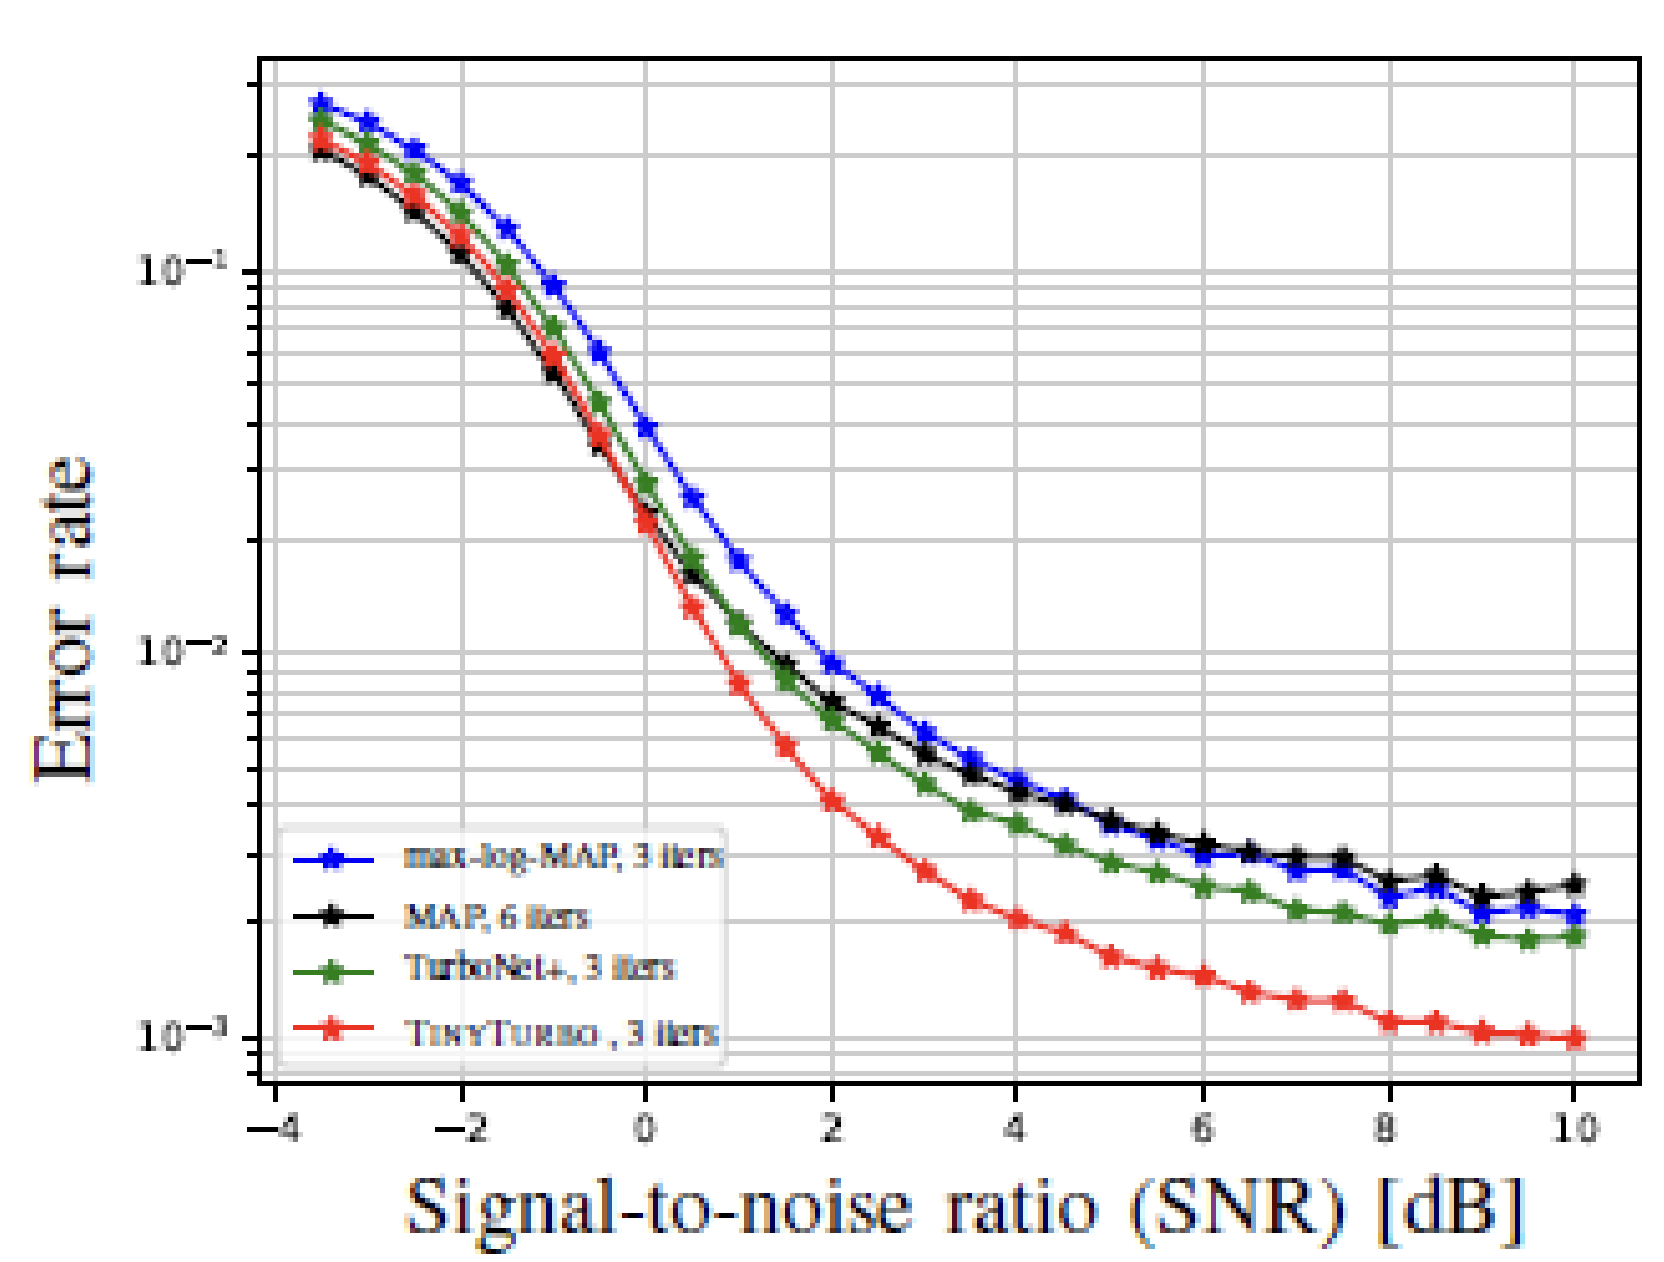 10⁻¹
10⁻²
10⁻³
Error rate
max-log-MAP, 3 iters
MAP, 6 iters
TurboNet+, 3 iters
TINYTURBO , 3 iters
−4 −2 0 2 4 6 8 10
Signal-to-noise ratio (SNR) [dB]